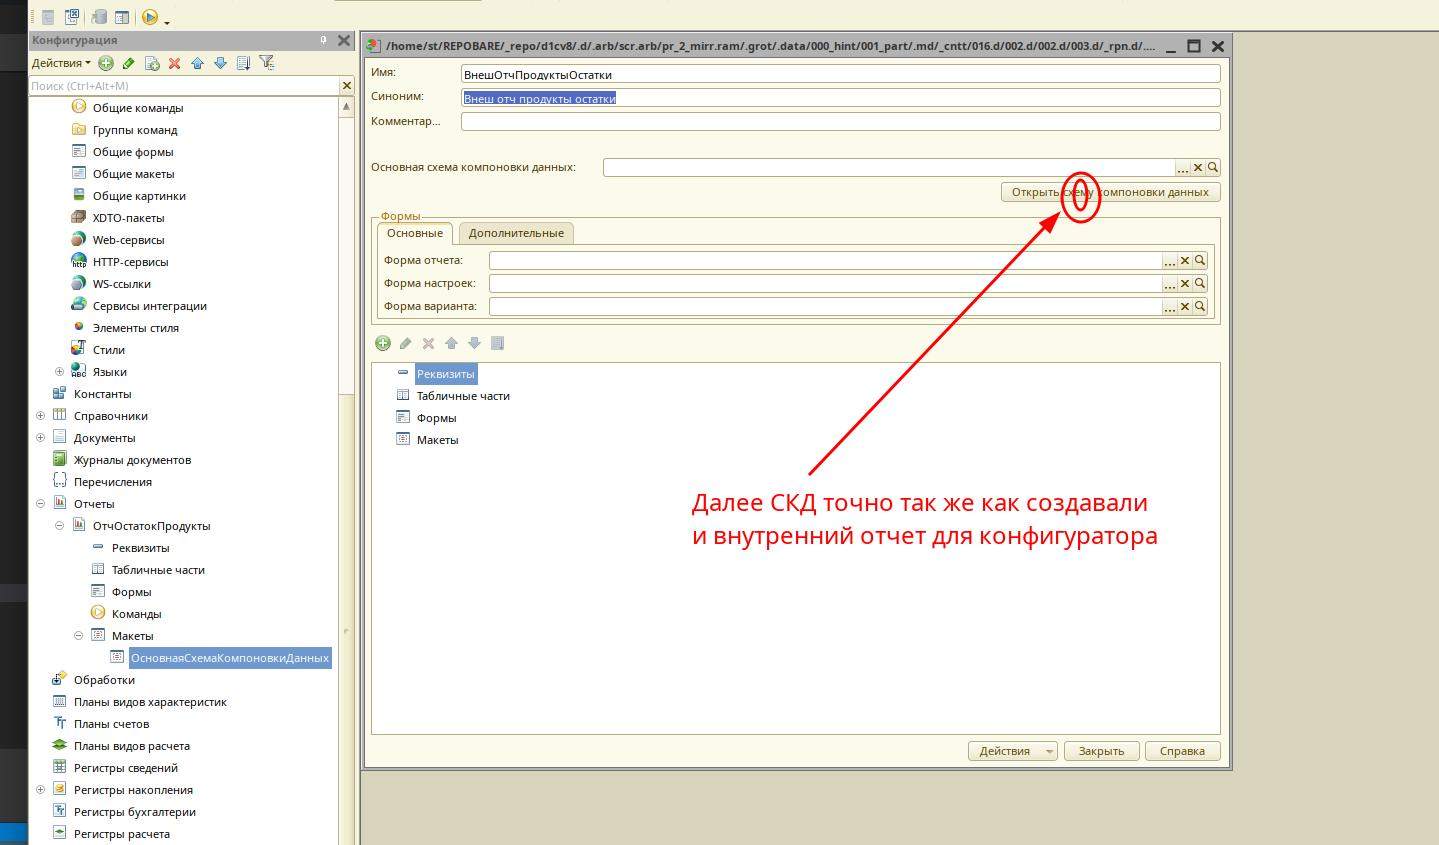 Конфигурация
Действия
Поиск (Ctrl+Alt+M)
Общие команды
Группы команд
Общие формы
Общие макеты
Общие картинки
XDTO-пакеты
Web-сервисы
HTTP-сервисы
WS-ссылки
Сервисы интеграции
Элементы стиля
Стили
Языки
Константы
Справочники
Документы
Журналы документов
Перечисления
Отчеты
ОтчОстатокПродукты
Реквизиты
Табличные части
Формы
Команды
Макеты
ОсновнаяСхемаКомпоновкиДанных
Обработки
Планы видов характеристик
Планы счетов
Планы видов расчета
Регистры сведений
Регистры накопления
Регистры бухгалтерии
Регистры расчета
/home/st/REPOBARE/_repo/d1cv8/.d/.arb/scr.arb/pr_2_mirr.ram/.grot/.data/000_hint/001_part/.md/_cntt/016.d/002.d/002.d/003.d/_rpn.d/....
Имя: ВнешОтчПродуктыОстатки
Синоним: Внеш отч продукты остатки
Комментар...
Основная схема компоновки данных:
Открыть схему компоновки данных
0
Формы
Основные Дополнительные
Форма отчета:
Форма настроек:
Форма варианта:
Реквизиты
Табличные части
Формы
Макеты
Далее СКД точно так же как создавали
и внутренний отчет для конфигуратора
Действия Закрыть Справка